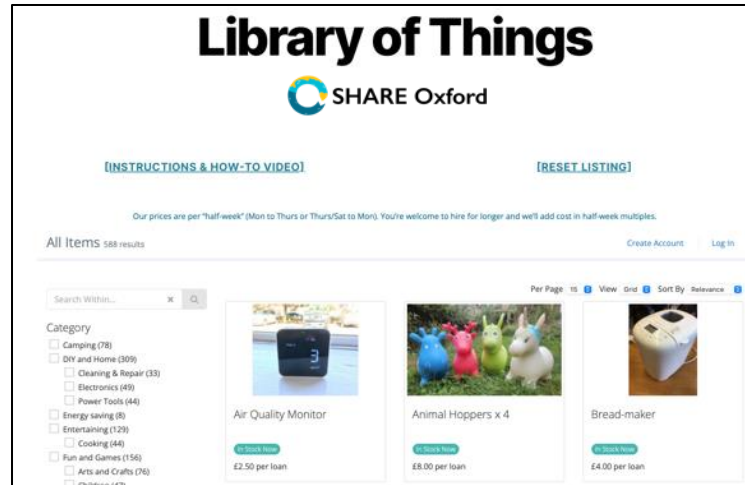 Library of Things
SHARE Oxford
[INSTRUCTIONS & HOW-TO VIDEO] [RESET LISTING]
Our prices are per "half-week" (Mon to Thurs or Thurs/Sat to Mon). You're welcome to hire for longer and we'll add cost in half-week multiples.
All Items 588 results Create Account Log In
Per Page 15 View Grid Sort By Relevance
Search Within...
Category
Camping (78)
DIY and Home (309)
Cleaning & Repair (33)
Electronics (49)
Power Tools (44)
Energy saving (8)
Entertaining (129)
Cooking (44)
Fun and Games (156)
Arts and Crafts (76)
3
Air Quality Monitor
In Stock Now
£2.50 per loan
Animal Hoppers x 4
In Stock Now
£8.00 per loan
Bread-maker
In Stock Now
£4.00 per loan